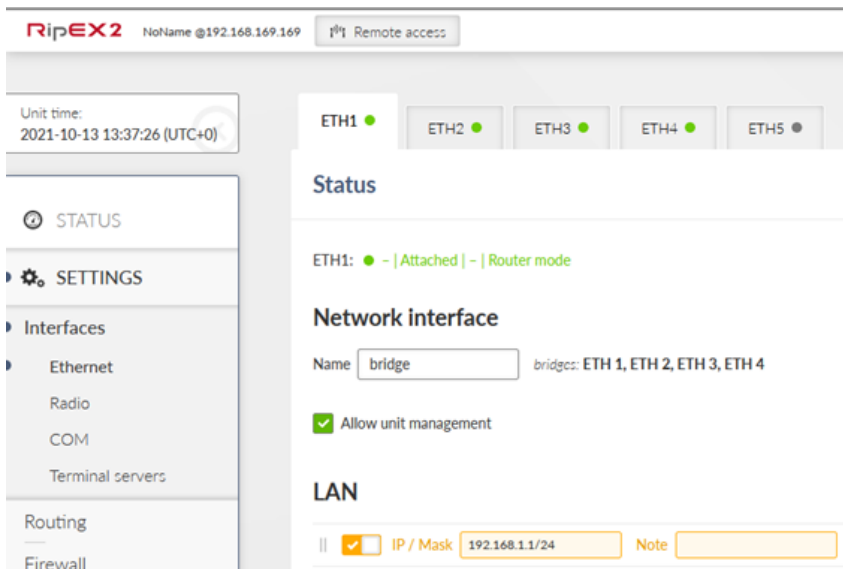 RipEX2 NoName @192.168.169.169 Remote access
Unit time:
2021-10-13 13:37:26 (UTC+0)
STATUS
SETTINGS
Interfaces
Ethernet
Radio
COM
Terminal servers
Routing
Firewall
ETH1 ETH2 ETH3 ETH4 ETH5
Status
ETH1: – | Attached | – | Router mode
Network interface
Name bridge bridges: ETH 1, ETH 2, ETH 3, ETH 4
Allow unit management
LAN
IP / Mask 192.168.1.1/24 Note